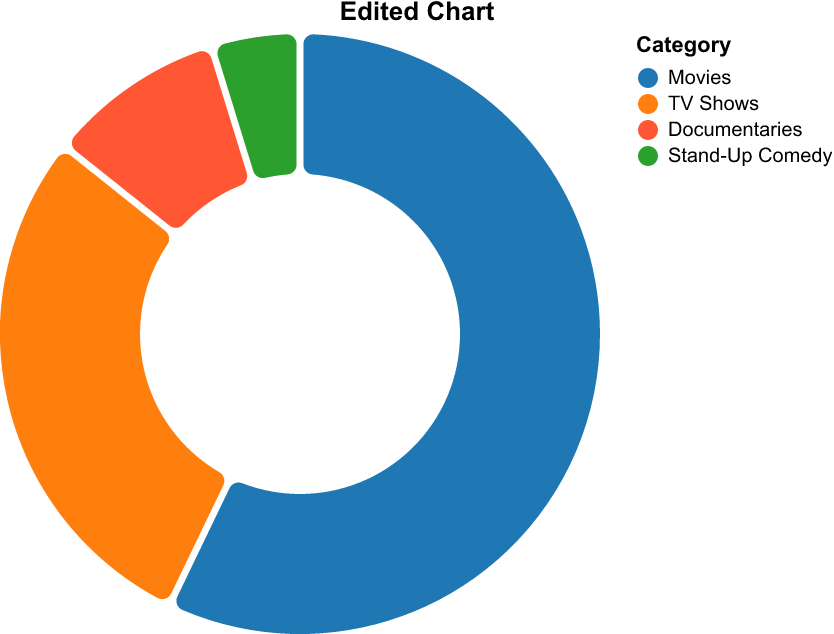 Edited Chart
Category
Movies
TV Shows
Documentaries
Stand-Up Comedy